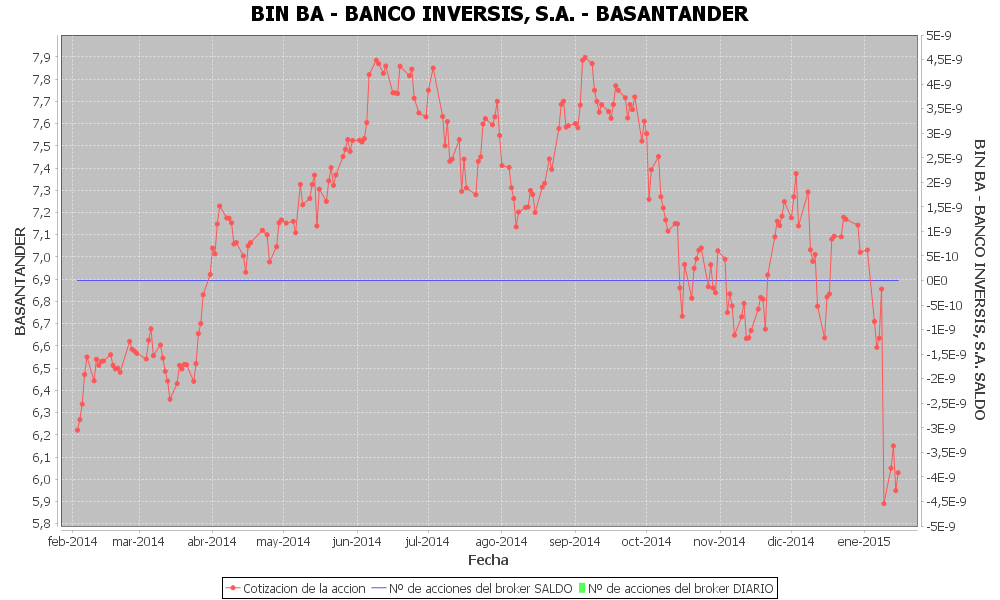 BIN BA - BANCO INVERSIS, S.A. - BASANTANDER
7,9
7,8
7,7
7,6
7,5
7,4
7,3
7,2
7,1
7,0
6,9
6,8
6,7
6,6
6,5
6,4
6,3
6,2
6,1
6,0
5,9
5,8
BASANTANDER
5E-9
4,5E-9
4E-9
3,5E-9
3E-9
2,5E-9
2E-9
1,5E-9
1E-9
5E-10
0E0
-5E-10
-1E-9
-1,5E-9
-2E-9
-2,5E-9
-3E-9
-3,5E-9
-4E-9
-4,5E-9
-5E-9
BIN BA - BANCO INVERSIS, S.A. SALDO
feb-2014 mar-2014 abr-2014 may-2014 jun-2014 jul-2014 ago-2014 sep-2014 oct-2014 nov-2014 dic-2014 ene-2015
Fecha
Cotizacion de la accion Nº de acciones del broker SALDO Nº de acciones del broker DIARIO